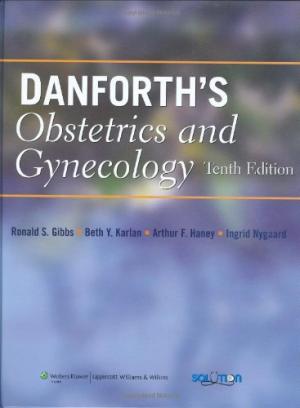 DANFORTH'S
Obstetrics and
Gynecology Tenth Edition
Ronald S. Gibbs • Beth Y. Karlan • Arthur F. Haney • Ingrid Nygaard
Wolters Kluwer | Lippincott Williams & Wilkins
SOLUTION